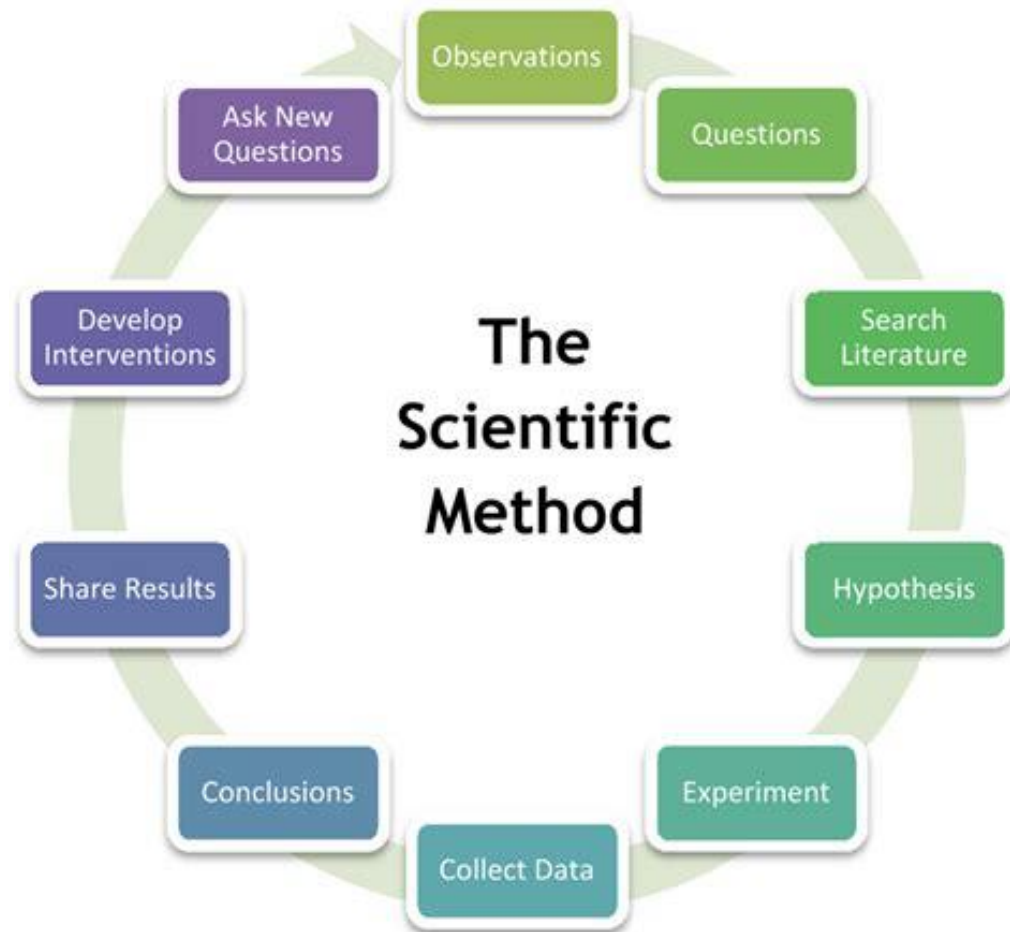 Observations
Questions
Search
Literature
Hypothesis
Experiment
Collect Data
Conclusions
Share Results
Develop
Interventions
Ask New
Questions
The
Scientific
Method